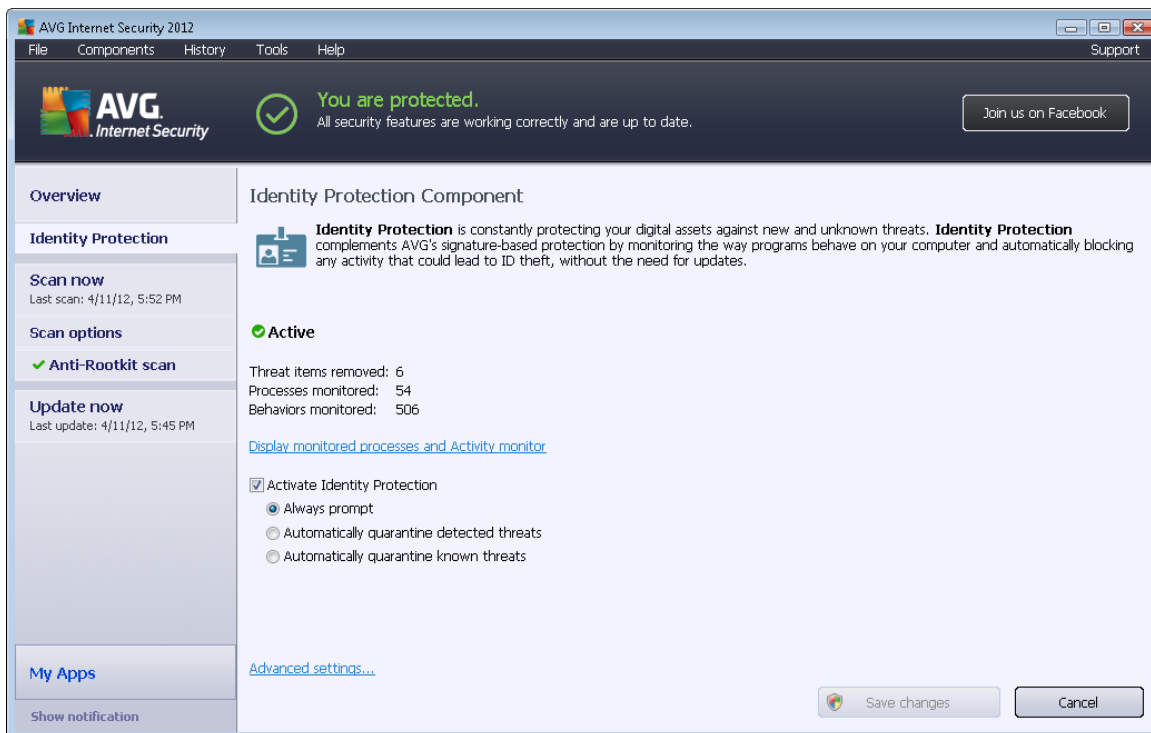 AVG Internet Security 2012
File Components History Tools Help Support
AVG.
Internet Security
You are protected.
All security features are working correctly and are up to date.
Join us on Facebook
Overview
Identity Protection
Scan now
Last scan: 4/11/12, 5:52 PM
Scan options
Anti-Rootkit scan
Update now
Last update: 4/11/12, 5:45 PM
My Apps
Show notification
Identity Protection Component
Identity Protection is constantly protecting your digital assets against new and unknown threats. Identity Protection
complements AVG's signature-based protection by monitoring the way programs behave on your computer and automatically blocking
any activity that could lead to ID theft, without the need for updates.
Active
Threat items removed: 6
Processes monitored: 54
Behaviors monitored: 506
Display monitored processes and Activity monitor
Activate Identity Protection
Always prompt
Automatically quarantine detected threats
Automatically quarantine known threats
Advanced settings...
Save changes
Cancel